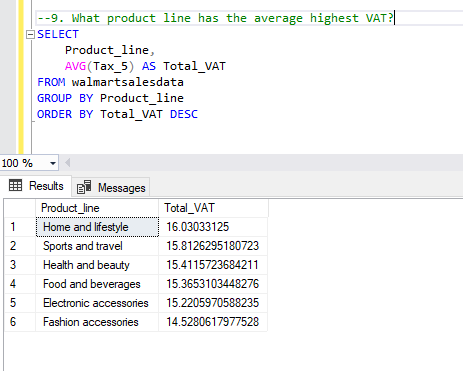 --9. What product line has the average highest VAT?
SELECT
Product_line,
AVG(Tax_5) AS Total_VAT
FROM walmartsalesdata
GROUP BY Product_line
ORDER BY Total_VAT DESC
100 %
Results Messages
Product_line Total_VAT
1 Home and lifestyle 16.03033125
2 Sports and travel 15.8126295180723
3 Health and beauty 15.4115723684211
4 Food and beverages 15.3653103448276
5 Electronic accessories 15.2205970588235
6 Fashion accessories 14.5280617977528